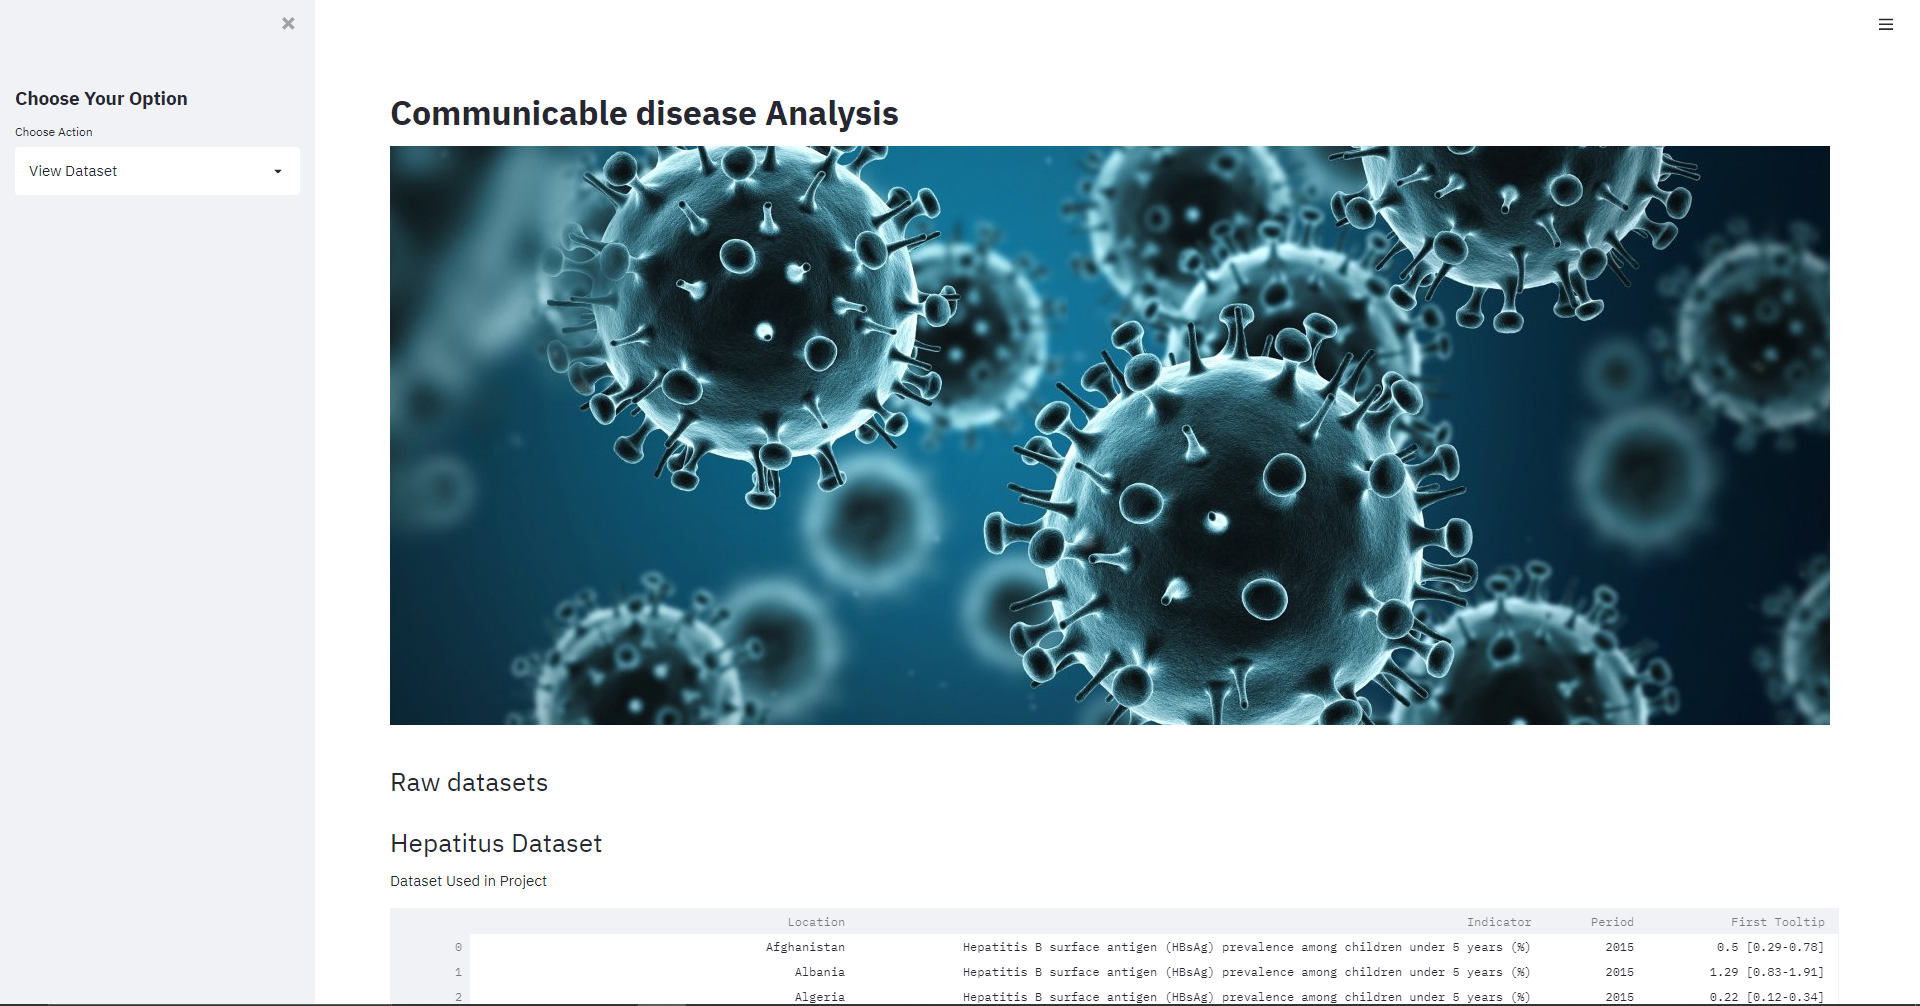 Choose Your Option
Choose Action
View Dataset
Communicable disease Analysis
Raw datasets
Hepatitus Dataset
Dataset Used in Project
Location Indicator Period First Tooltip
0 Afghanistan Hepatitis B surface antigen (HBsAg) prevalence among children under 5 years (%) 2015 0.5 [0.29-0.78]
1 Albania Hepatitis B surface antigen (HBsAg) prevalence among children under 5 years (%) 2015 1.29 [0.83-1.91]
2 Algeria Hepatitis B surface antigen (HBsAg) prevalence among children under 5 years (%) 2015 0.22 [0.12-0.34]